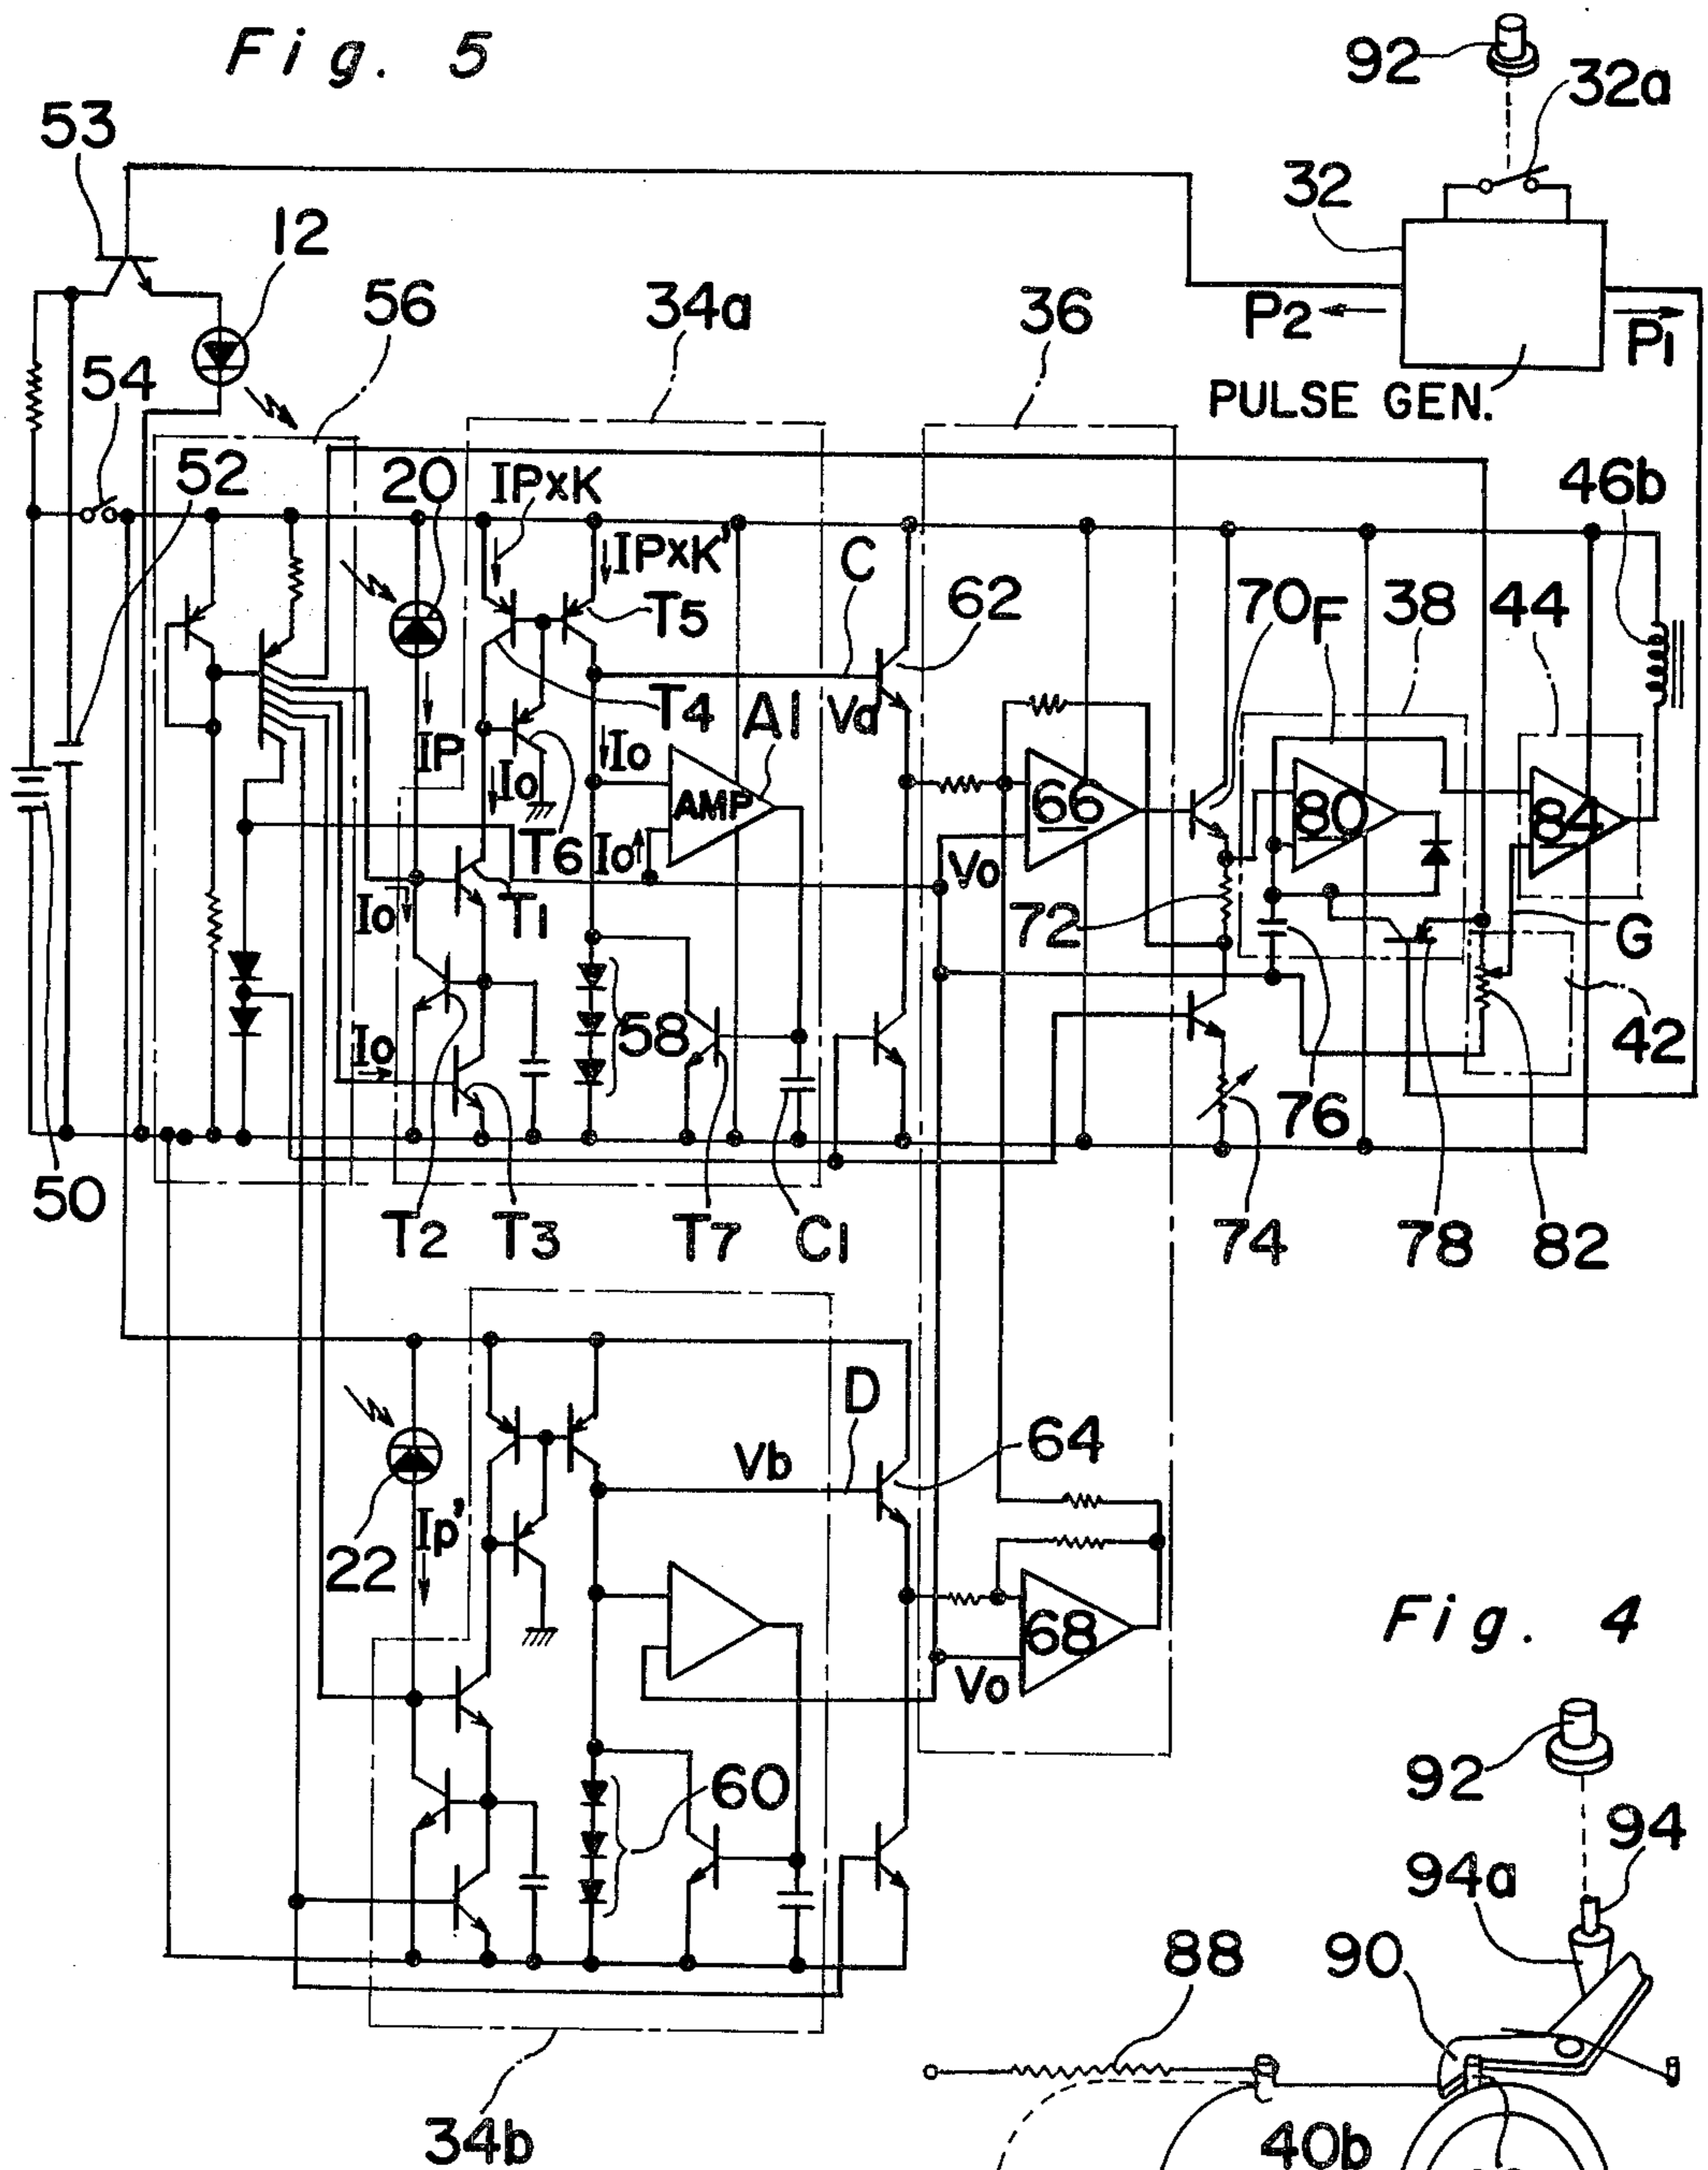 Fig. 5
92
32a
53
32
12
56
34a
36
P2
P1
PULSE GEN.
54
52
20
IPxK
IPxK'
46b
C
62
70
F
38
44
T5
T4
A1
Va
IP
Io
Io
AMP
66
80
84
T6
Io
Vo
T1
Io
72
G
58
Io
42
76
50
T2
T3
T7
C1
74
78
82
D
Vb
64
Ip'
22
68
Vo
Fig. 4
92
60
94
94a
88
90
34b
40b